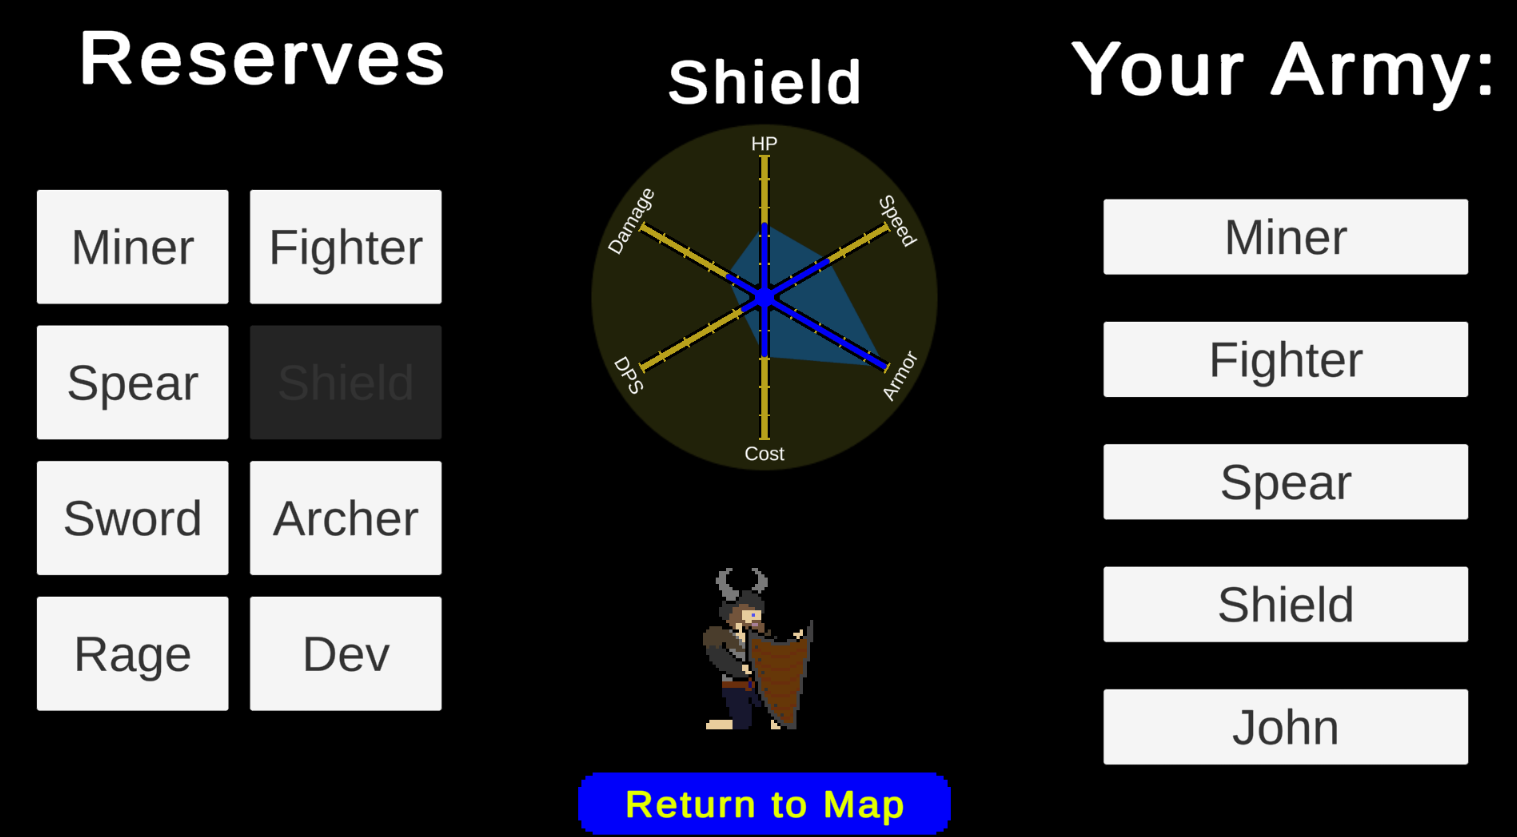 Reserves
Miner
Fighter
Spear
Shield
Sword
Archer
Rage
Dev
Shield
HP
Speed
Armor
Cost
DPS
Damage
Return to Map
Your Army:
Miner
Fighter
Spear
Shield
John